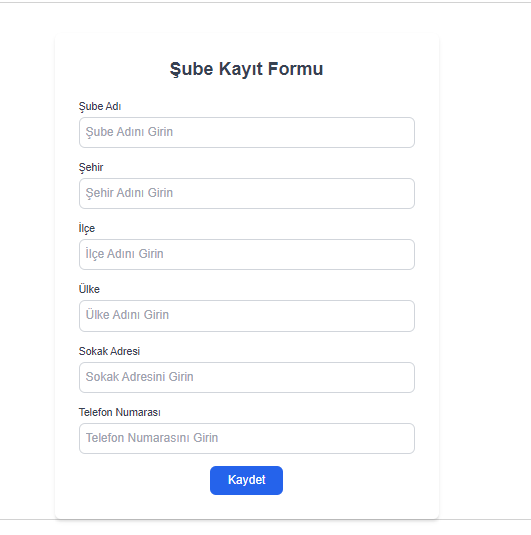 Şube Kayıt Formu
Şube Adı
Şube Adını Girin
Şehir
Şehir Adını Girin
İlçe
İlçe Adını Girin
Ülke
Ülke Adını Girin
Sokak Adresi
Sokak Adresini Girin
Telefon Numarası
Telefon Numarasını Girin
Kaydet